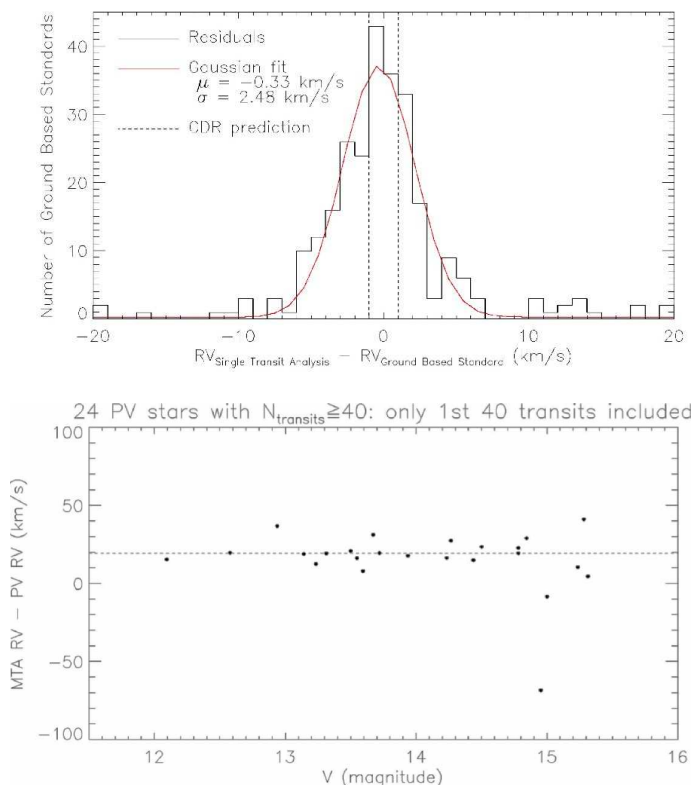 Residuals
Gaussian fit
μ = −0.33 km/s
σ = 2.48 km/s
CDR prediction
Number of Ground Based Standards
40
30
20
10
0
−20 −10 0 10 20
RV_Single Transit Analysis − RV_Ground Based Standard (km/s)
24 PV stars with N_transits≧40: only 1st 40 transits included
MTA RV − PV RV (km/s)
100
50
0
−50
−100
12 13 14 15 16
V (magnitude)